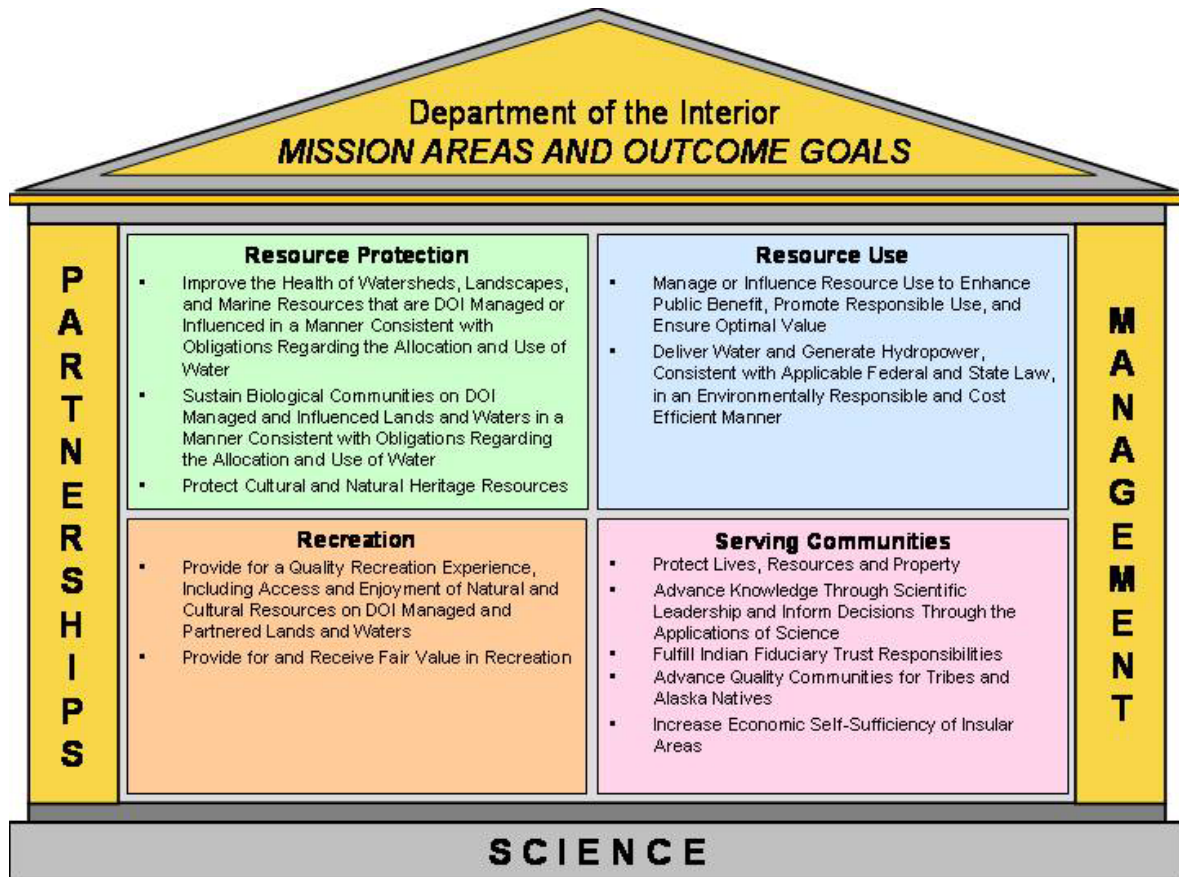 Department of the Interior
MISSION AREAS AND OUTCOME GOALS
PARTNERSHIPS
Resource Protection
▪ Improve the Health of Watersheds, Landscapes,
and Marine Resources that are DOI Managed or
Influenced in a Manner Consistent with
Obligations Regarding the Allocation and Use of
Water
▪ Sustain Biological Communities on DOI
Managed and Influenced Lands and Waters in a
Manner Consistent with Obligations Regarding
the Allocation and Use of Water
▪ Protect Cultural and Natural Heritage Resources
Resource Use
▪ Manage or Influence Resource Use to Enhance
Public Benefit, Promote Responsible Use, and
Ensure Optimal Value
▪ Deliver Water and Generate Hydropower,
Consistent with Applicable Federal and State Law,
in an Environmentally Responsible and Cost
Efficient Manner
Recreation
▪ Provide for a Quality Recreation Experience,
Including Access and Enjoyment of Natural and
Cultural Resources on DOI Managed and
Partnered Lands and Waters
▪ Provide for and Receive Fair Value in Recreation
Serving Communities
▪ Protect Lives, Resources and Property
▪ Advance Knowledge Through Scientific
Leadership and Inform Decisions Through the
Applications of Science
▪ Fulfill Indian Fiduciary Trust Responsibilities
▪ Advance Quality Communities for Tribes and
Alaska Natives
▪ Increase Economic Self-Sufficiency of Insular
Areas
MANAGEMENT
SCIENCE